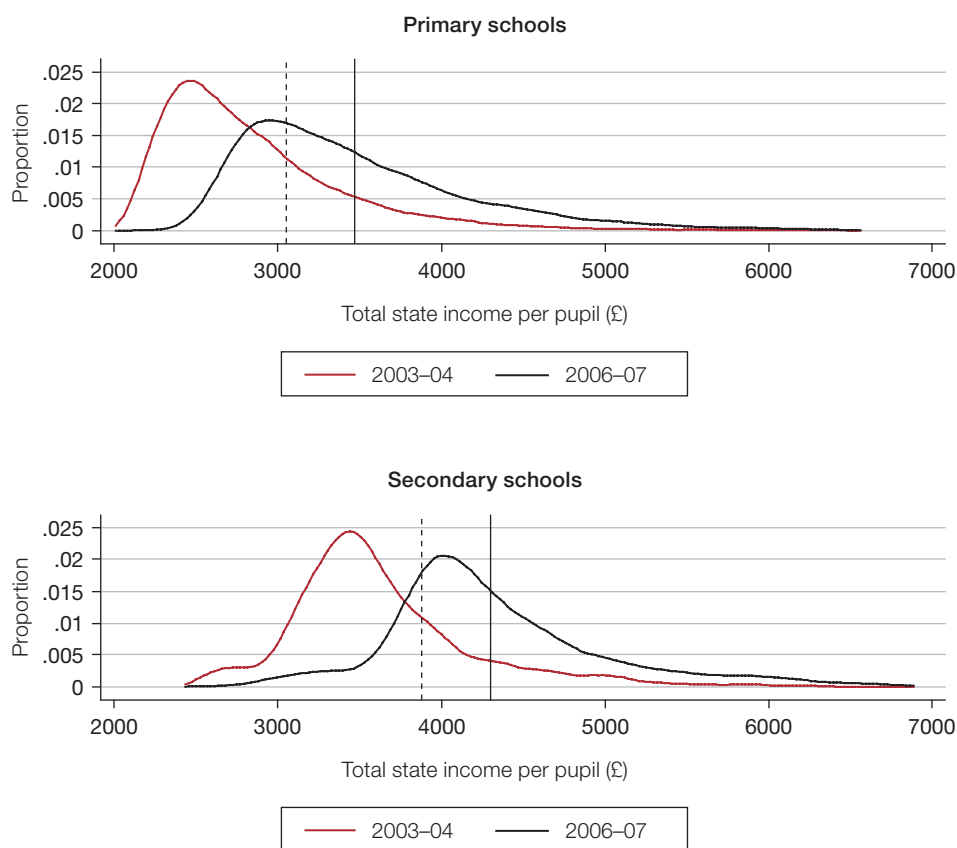 Primary schools
.025
.02
.015
.01
.005
0
Proportion
2000 3000 4000 5000 6000 7000
Total state income per pupil (£)
2003–04 2006–07
Secondary schools
.025
.02
.015
.01
.005
0
Proportion
2000 3000 4000 5000 6000 7000
Total state income per pupil (£)
2003–04 2006–07